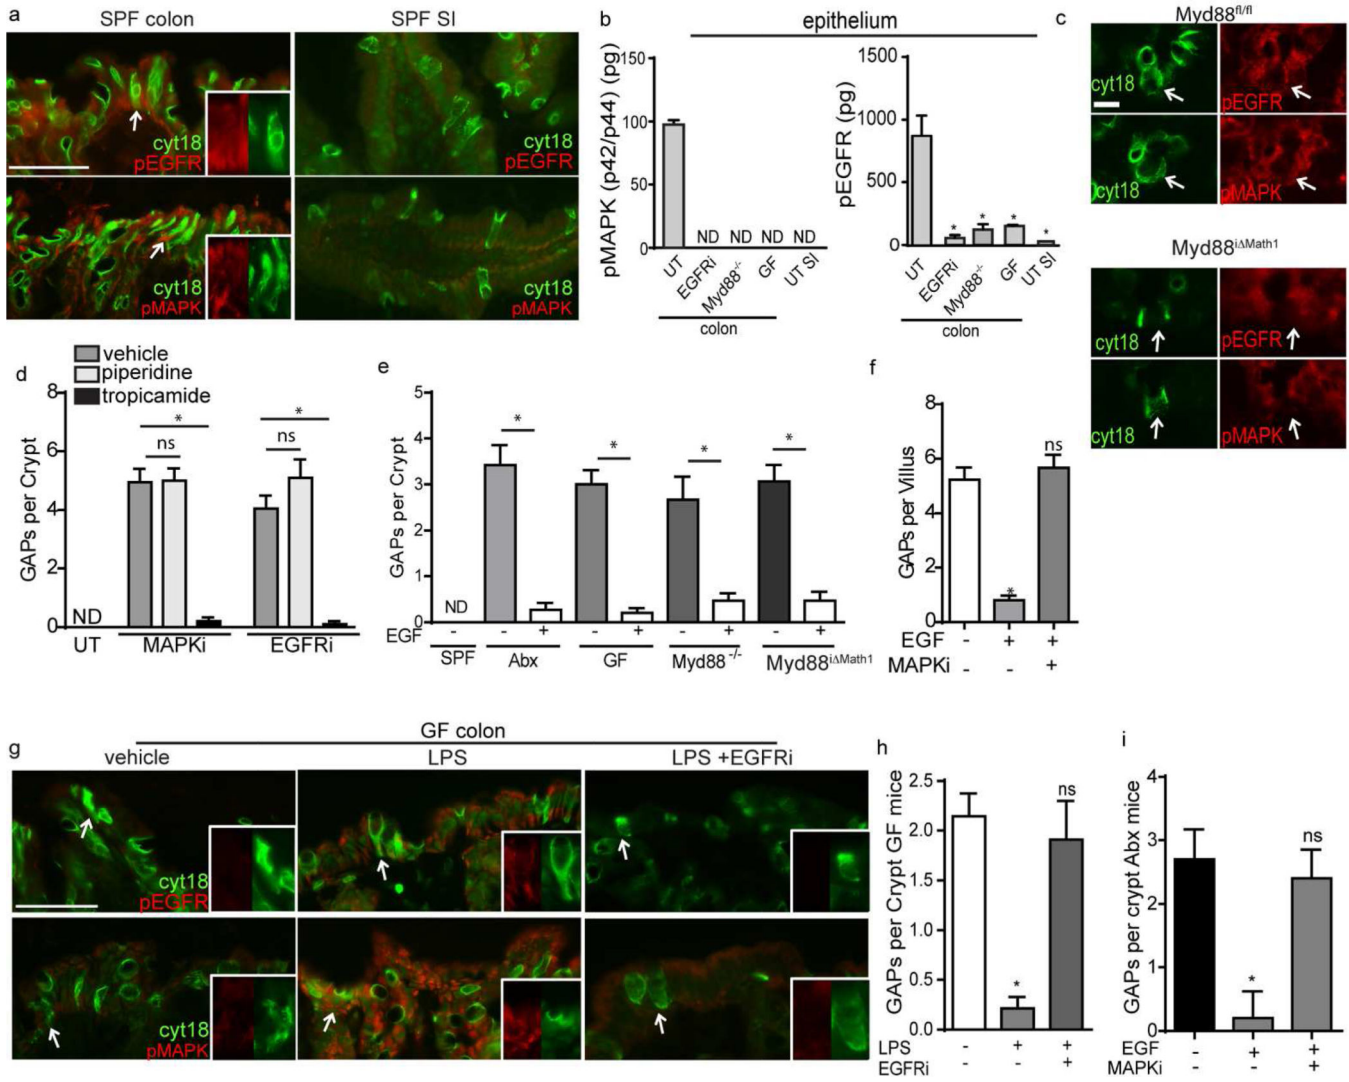 a
SPF colon
SPF SI
cyt18
pEGFR
cyt18
pEGFR
cyt18
pMAPK
cyt18
pMAPK
b
epithelium
pMAPK (p42/p44) (pg)
150
100
50
0
ND ND ND ND
UT
EGFRi
Myd88-/-
GF
UT SI
colon
pEGFR (pg)
1500
1000
500
0
* * * *
UT
EGFRi
Myd88-/-
GF
UT SI
colon
c
Myd88fl/fl
cyt18
pEGFR
cyt18
pMAPK
Myd88iΔMath1
cyt18
pEGFR
cyt18
pMAPK
d
vehicle
piperidine
tropicamide
GAPs per Crypt
8
6
4
2
0
* *
ns ns
ND
UT MAPKi EGFRi
e
GAPs per Crypt
5
4
3
2
1
0
* * * *
ND
EGF - - + - + - + - +
SPF Abx GF Myd88-/- Myd88iΔMath1
f
GAPs per Villus
8
6
4
2
0
* ns
EGF - + +
MAPKi - - +
g
GF colon
vehicle
LPS
LPS +EGFRi
cyt18
pEGFR
cyt18
pMAPK
h
GAPs per Crypt GF mice
2.5
2.0
1.5
1.0
0.5
0.0
* ns
LPS - + +
EGFRi - - +
i
GAPs per crypt Abx mice
4
3
2
1
0
* ns
EGF - + +
MAPKi - - +